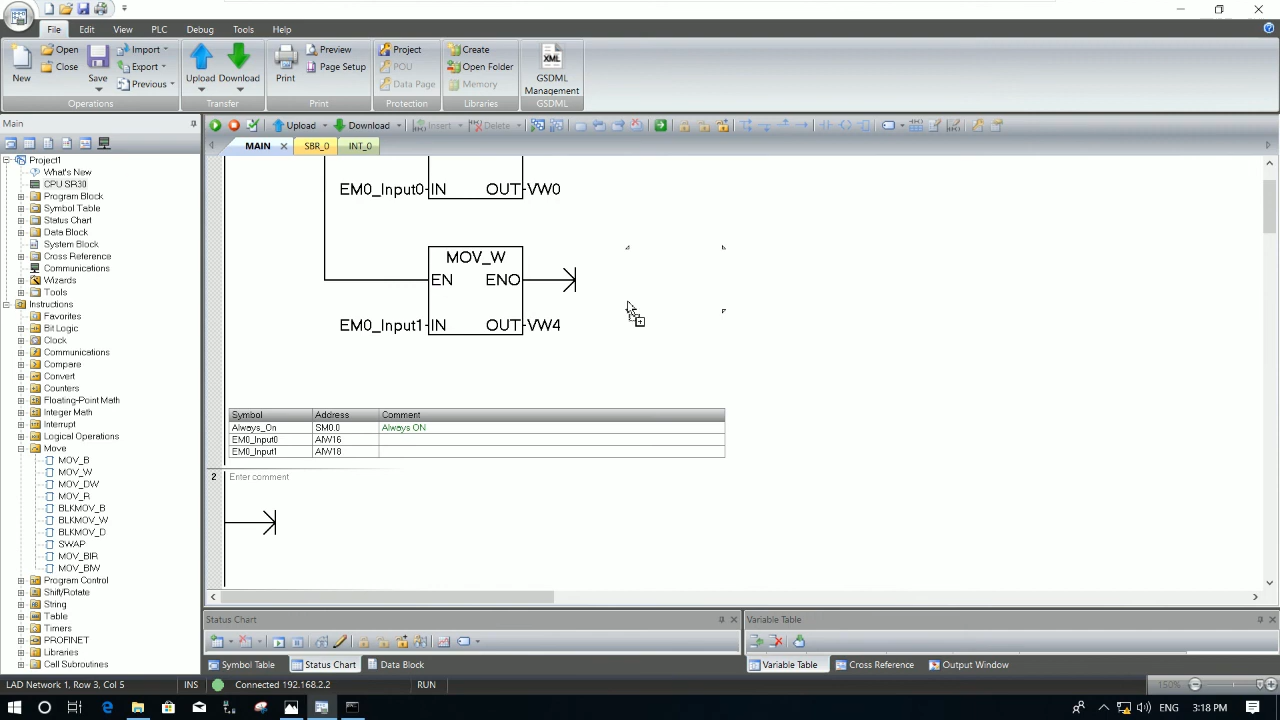 File Edit View PLC Debug Tools Help
New
Open
Close
Save
Import
Export
Previous
Operations
Upload Download
Transfer
Print
Preview
Page Setup
Print
Project
POU
Data Page
Protection
Create
Open Folder
Memory
Libraries
GSDML
Management
GSDML
XML
Main
Project1
What's New
CPU SR30
Program Block
Symbol Table
Status Chart
Data Block
System Block
Cross Reference
Communications
Wizards
Tools
Instructions
Favorites
Bit Logic
Clock
Communications
Compare
Convert
Counters
Floating-Point Math
Integer Math
Interrupt
Logical Operations
Move
MOV_B
MOV_W
MOV_DW
MOV_R
BLKMOV_B
BLKMOV_W
BLKMOV_D
SWAP
MOV_BIR
MOV_BIW
Program Control
Shift/Rotate
String
Table
Timers
PROFINET
Libraries
Call Subroutines
Upload Download Insert Delete
MAIN SBR_0 INT_0
EM0_Input0 IN OUT VW0
MOV_W
EN ENO
EM0_Input1 IN OUT VW4
Symbol Address Comment
Always_On SM0.0 Always ON
EM0_Input0 AIW16
EM0_Input1 AIW18
2 Enter comment
Status Chart
Symbol Table Status Chart Data Block
Variable Table
Variable Table Cross Reference Output Window
LAD Network 1, Row 3, Col 5 INS Connected 192.168.2.2 RUN 150%
ENG 3:18 PM